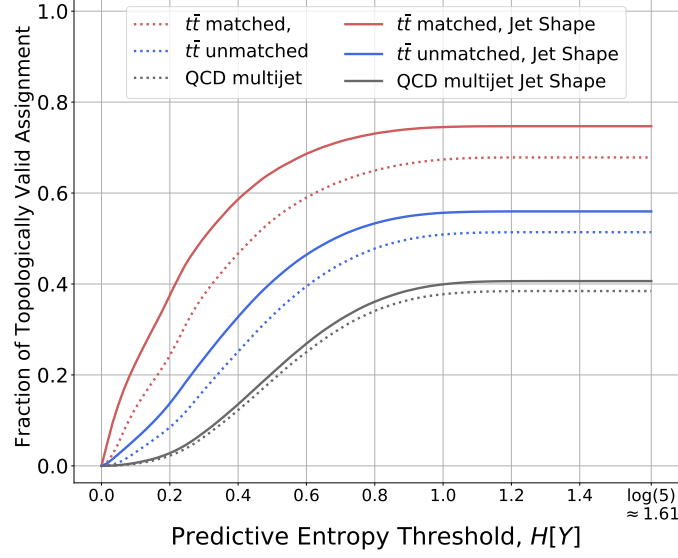 1.0
0.8
0.6
0.4
0.2
0.0
Fraction of Topologically Valid Assignment
tt̄ matched,
tt̄ unmatched
QCD multijet
tt̄ matched, Jet Shape
tt̄ unmatched, Jet Shape
QCD multijet Jet Shape
0.0 0.2 0.4 0.6 0.8 1.0 1.2 1.4 log(5)
≈ 1.61
Predictive Entropy Threshold, H[Y]